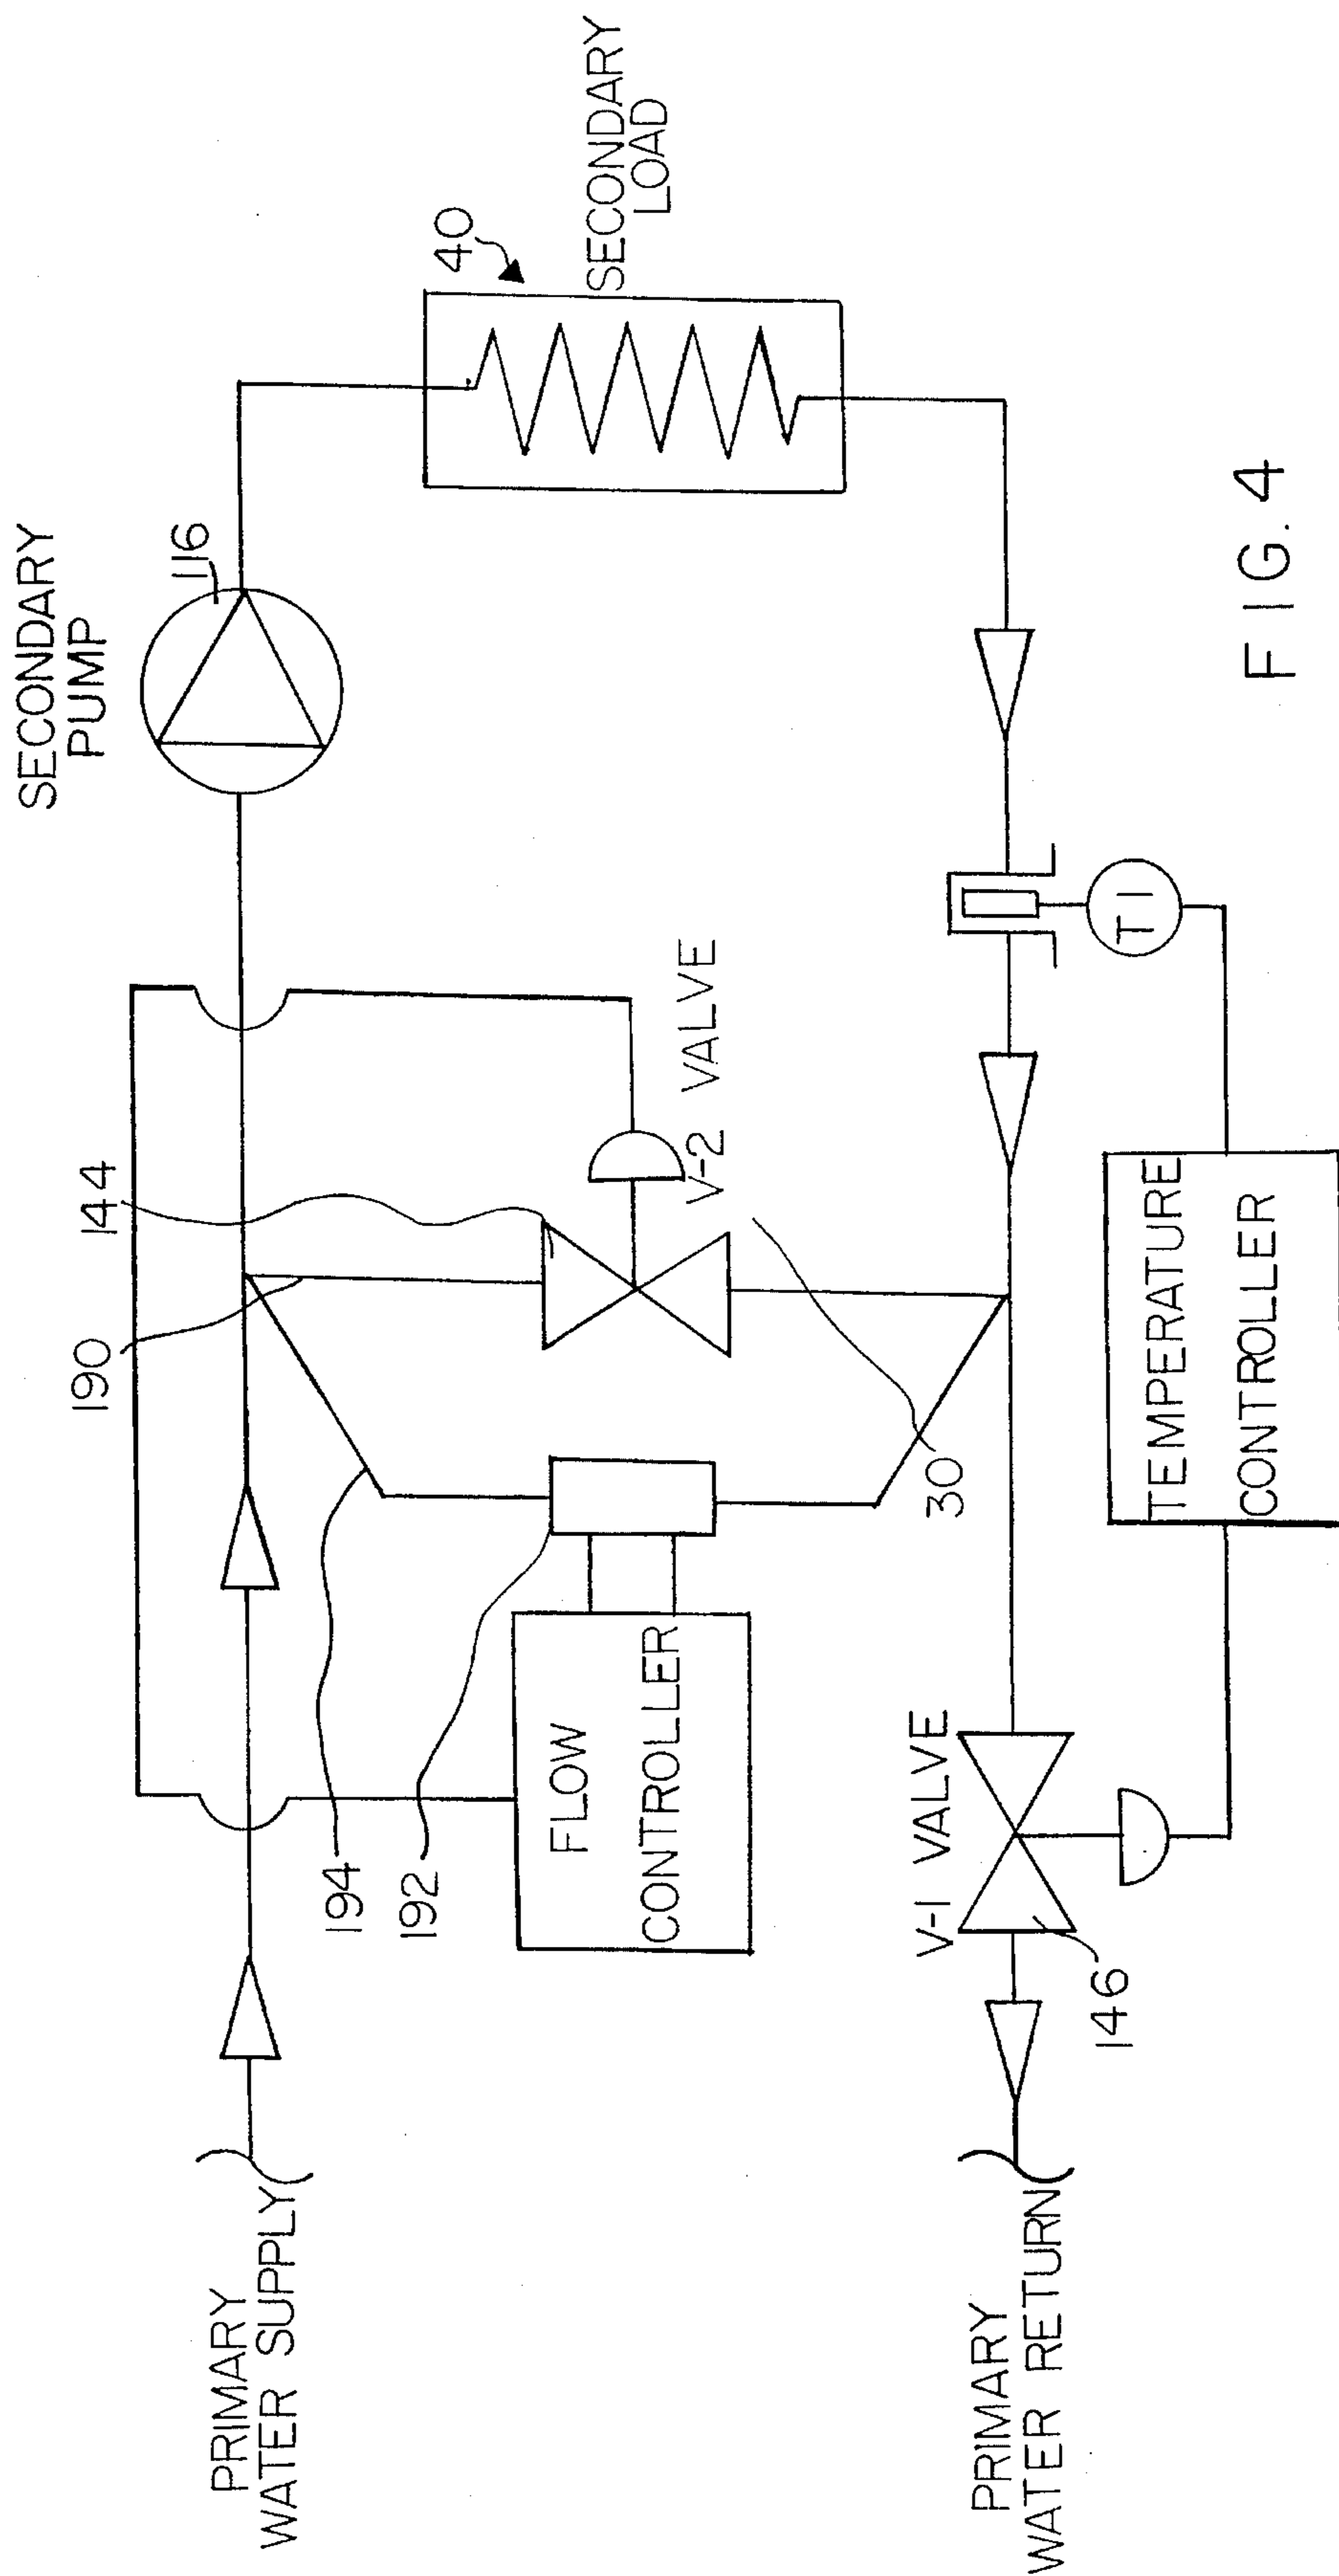 SECONDARY
PUMP
116
40
SECONDARY
LOAD
144
190
V-2 VALVE
194
192
30
FLOW
CONTROLLER
PRIMARY
WATER SUPPLY
V-1 VALVE
146
T1
TEMPERATURE
CONTROLLER
PRIMARY
WATER RETURN
FIG. 4